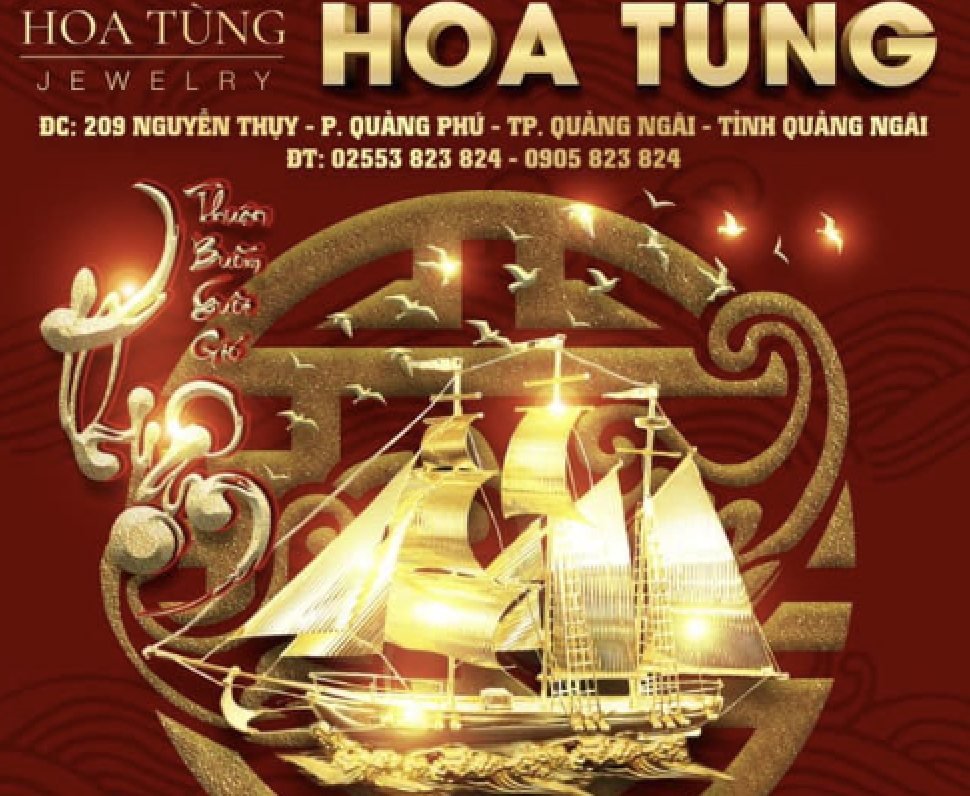 HOA TÙNG
JEWELRY
HOA TÙNG
ĐC: 209 NGUYỄN THỤY - P. QUẢNG PHÚ - TP. QUẢNG NGÃI - TỈNH QUẢNG NGÃI
ĐT: 02553 823 824 - 0905 823 824
Thuận
Buồm
Xuôi
Gió